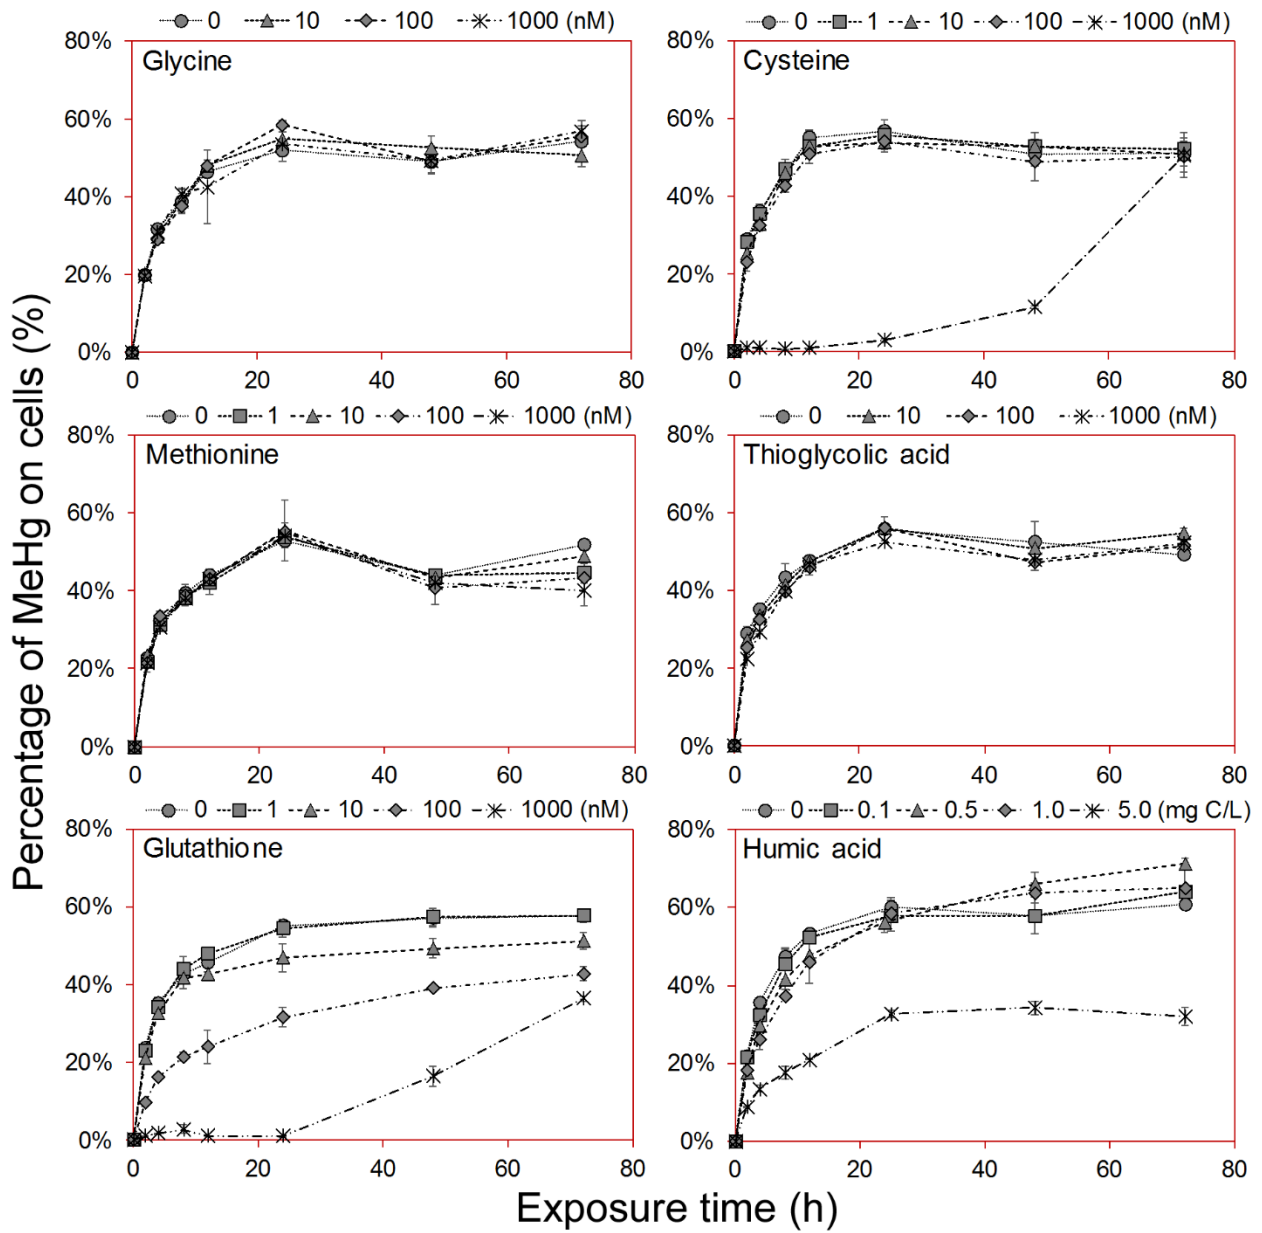 0 10 100 1000 (nM)
Glycine
80%
60%
40%
20%
0%
0 20 40 60 80
0 1 10 100 1000 (nM)
Cysteine
80%
60%
40%
20%
0%
0 20 40 60 80
0 1 10 100 1000 (nM)
Methionine
80%
60%
40%
20%
0%
0 20 40 60 80
0 10 100 1000 (nM)
Thioglycolic acid
80%
60%
40%
20%
0%
0 20 40 60 80
0 1 10 100 1000 (nM)
Glutathione
80%
60%
40%
20%
0%
0 20 40 60 80
0 0.1 0.5 1.0 5.0 (mg C/L)
Humic acid
80%
60%
40%
20%
0%
0 20 40 60 80
Percentage of MeHg on cells (%)
Exposure time (h)